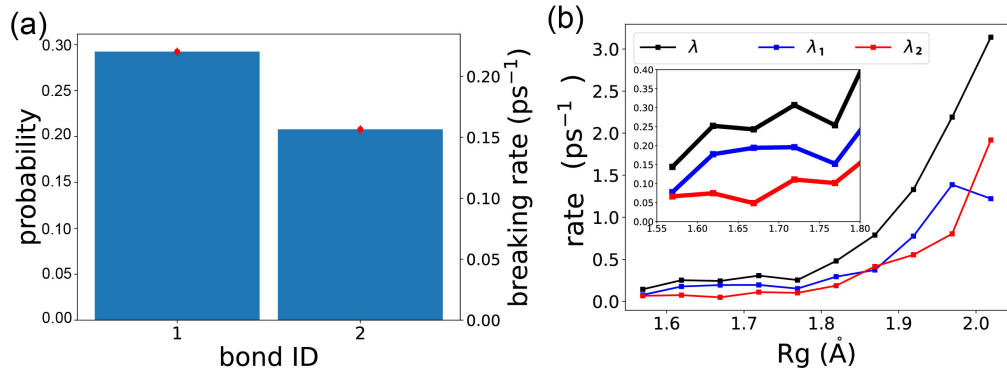 (a)
0.30
0.25
0.20
0.15
0.10
0.05
0.00
probability
1
2
bond ID
0.20
0.15
0.10
0.05
0.00
breaking rate (ps⁻¹)
(b)
λ
λ₁
λ₂
3.0
2.5
2.0
1.5
1.0
0.5
0.0
rate (ps⁻¹)
0.40
0.35
0.30
0.25
0.20
0.15
0.10
0.05
0.00
1.55 1.60 1.65 1.70 1.75 1.80
1.6 1.7 1.8 1.9 2.0
Rg (Å)